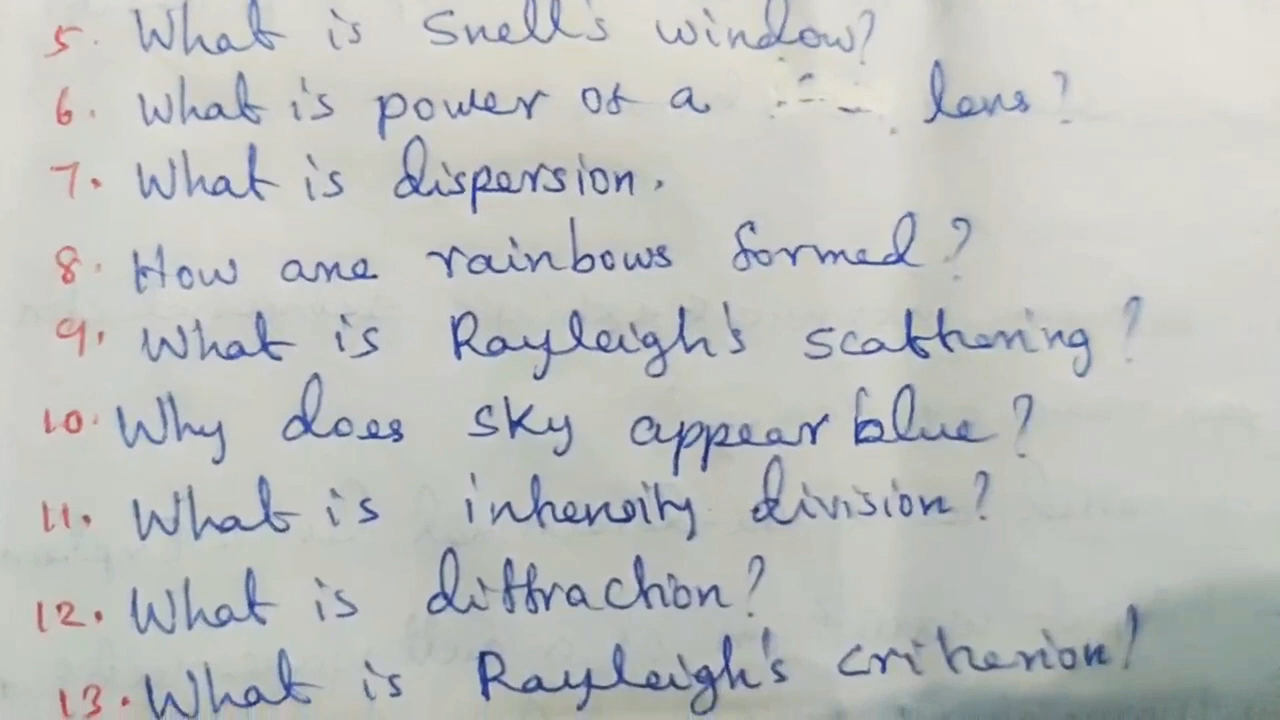 5. What is Snell's window?
6. What is power of a lens?
7. What is dispersion.
8. How are rainbows formed?
9. What is Rayleigh's scattering?
10. Why does sky appear blue?
11. What is intensity division?
12. What is diffraction?
13. What is Rayleigh's criterion?